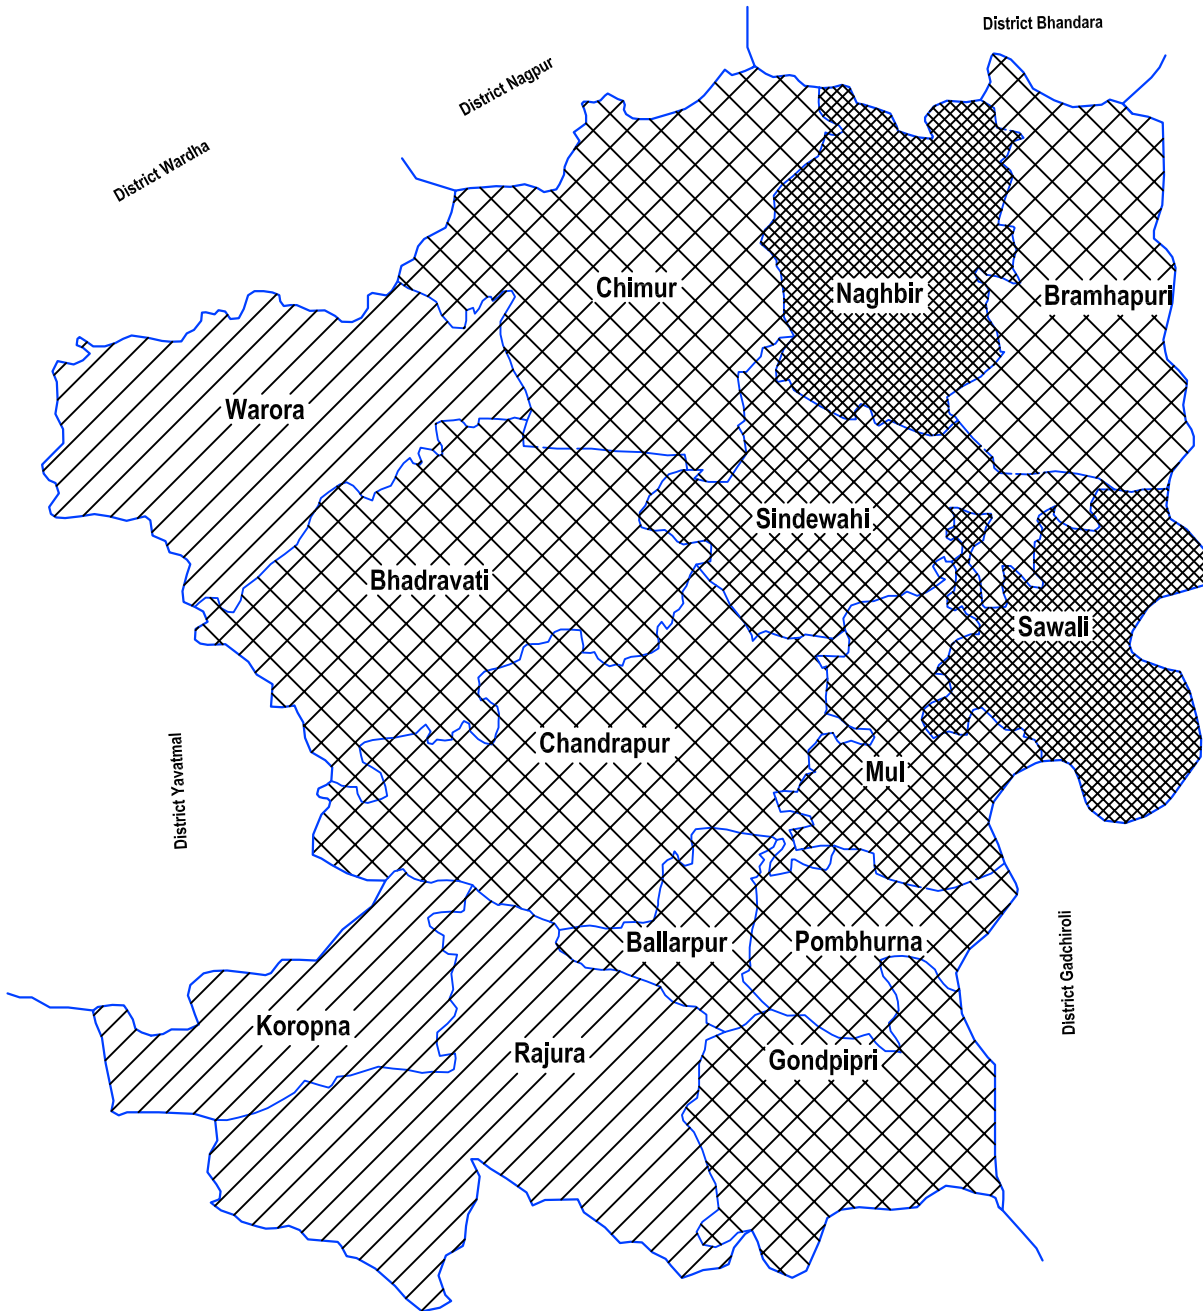 District Bhandara
District Nagpur
District Wardha
Chimur
Naghbir
Bramhapuri
Warora
Sindewahi
Bhadravati
Sawali
Chandrapur
Mul
District Yavatmal
Ballarpur
Pombhurna
District Gadchiroli
Koropna
Rajura
Gondpipri